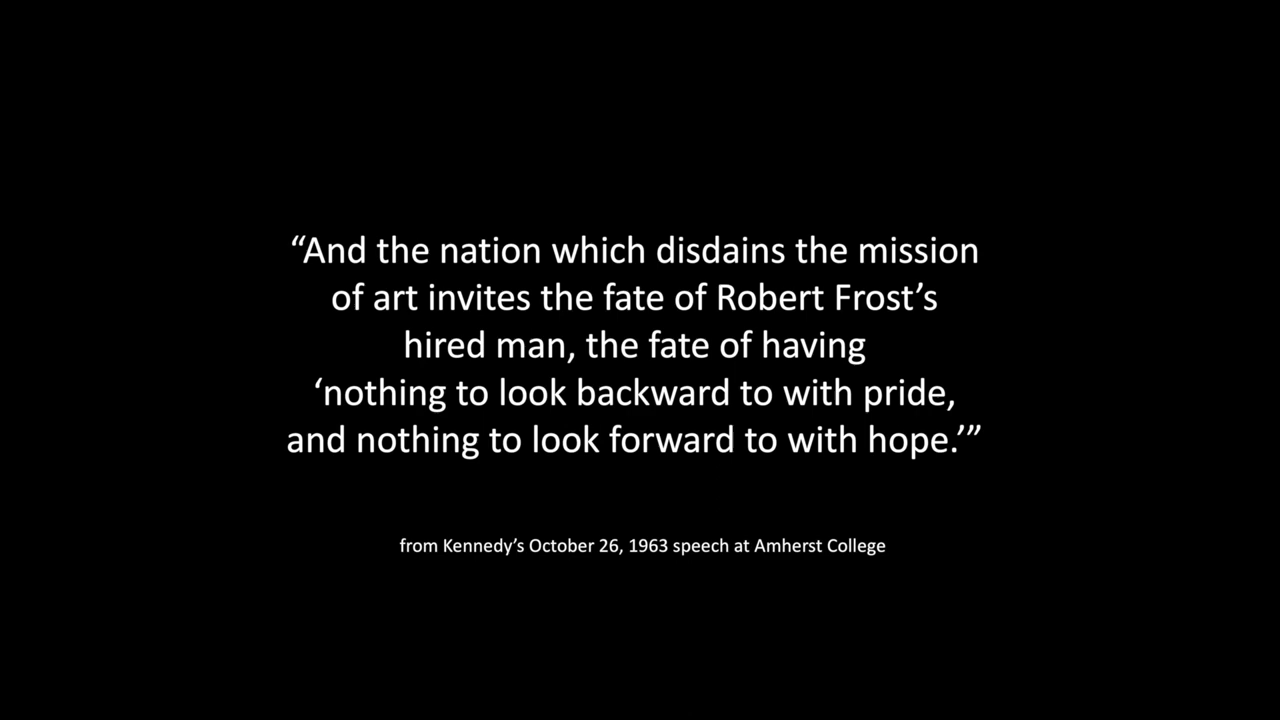 “And the nation which disdains the mission
of art invites the fate of Robert Frost’s
hired man, the fate of having
‘nothing to look backward to with pride,
and nothing to look forward to with hope.’”
from Kennedy’s October 26, 1963 speech at Amherst College